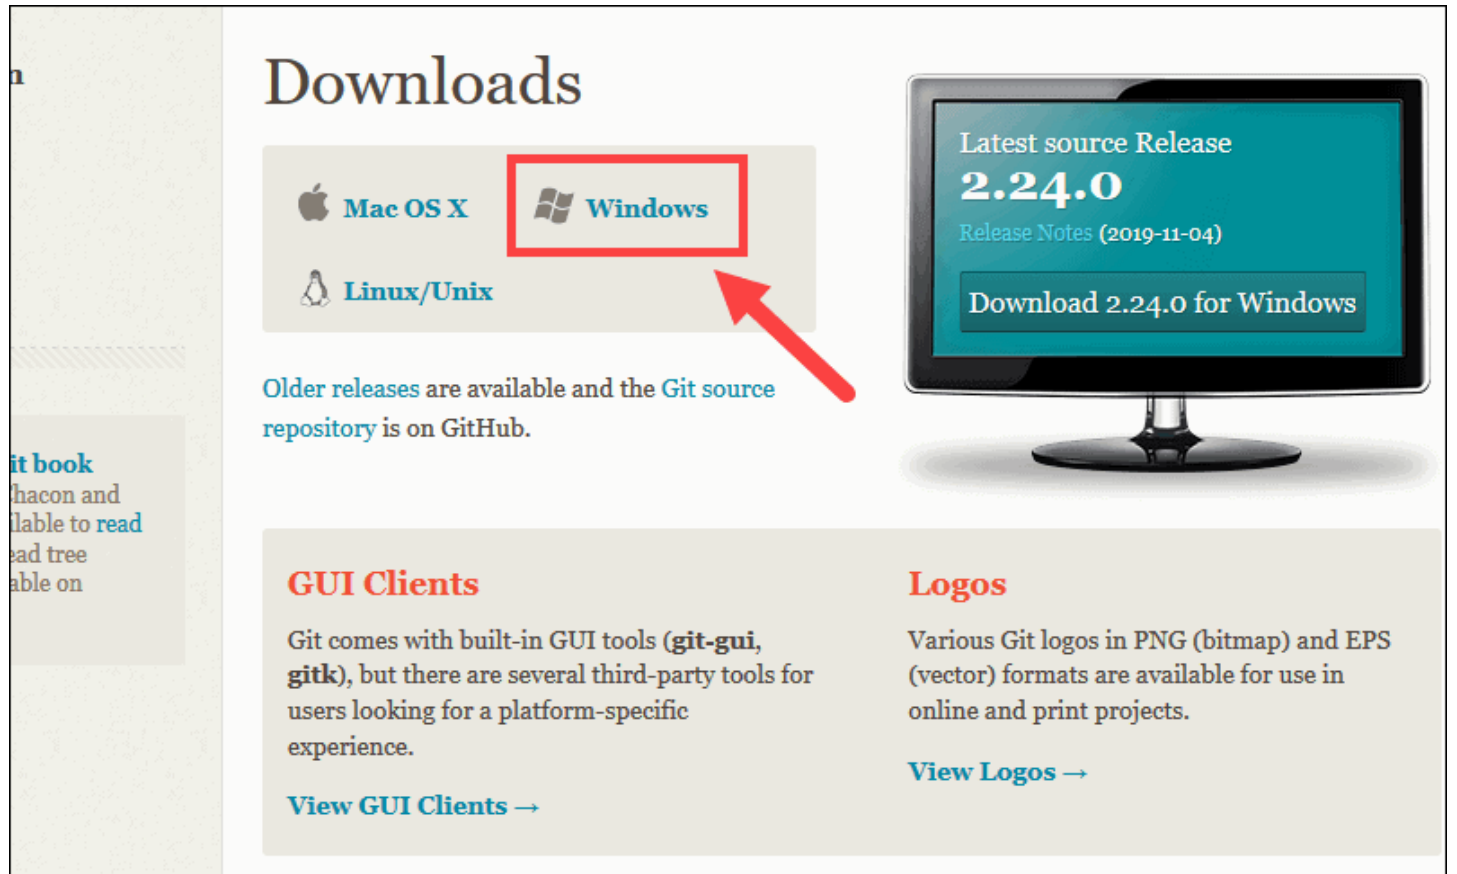 Downloads
Mac OS X
Windows
Linux/Unix
Older releases are available and the Git source
repository is on GitHub.
Latest source Release
2.24.0
Release Notes (2019-11-04)
Download 2.24.0 for Windows
it book
hacon and
ilable to read
ead tree
able on
GUI Clients
Git comes with built-in GUI tools (git-gui,
gitk), but there are several third-party tools for
users looking for a platform-specific
experience.
View GUI Clients →
Logos
Various Git logos in PNG (bitmap) and EPS
(vector) formats are available for use in
online and print projects.
View Logos →